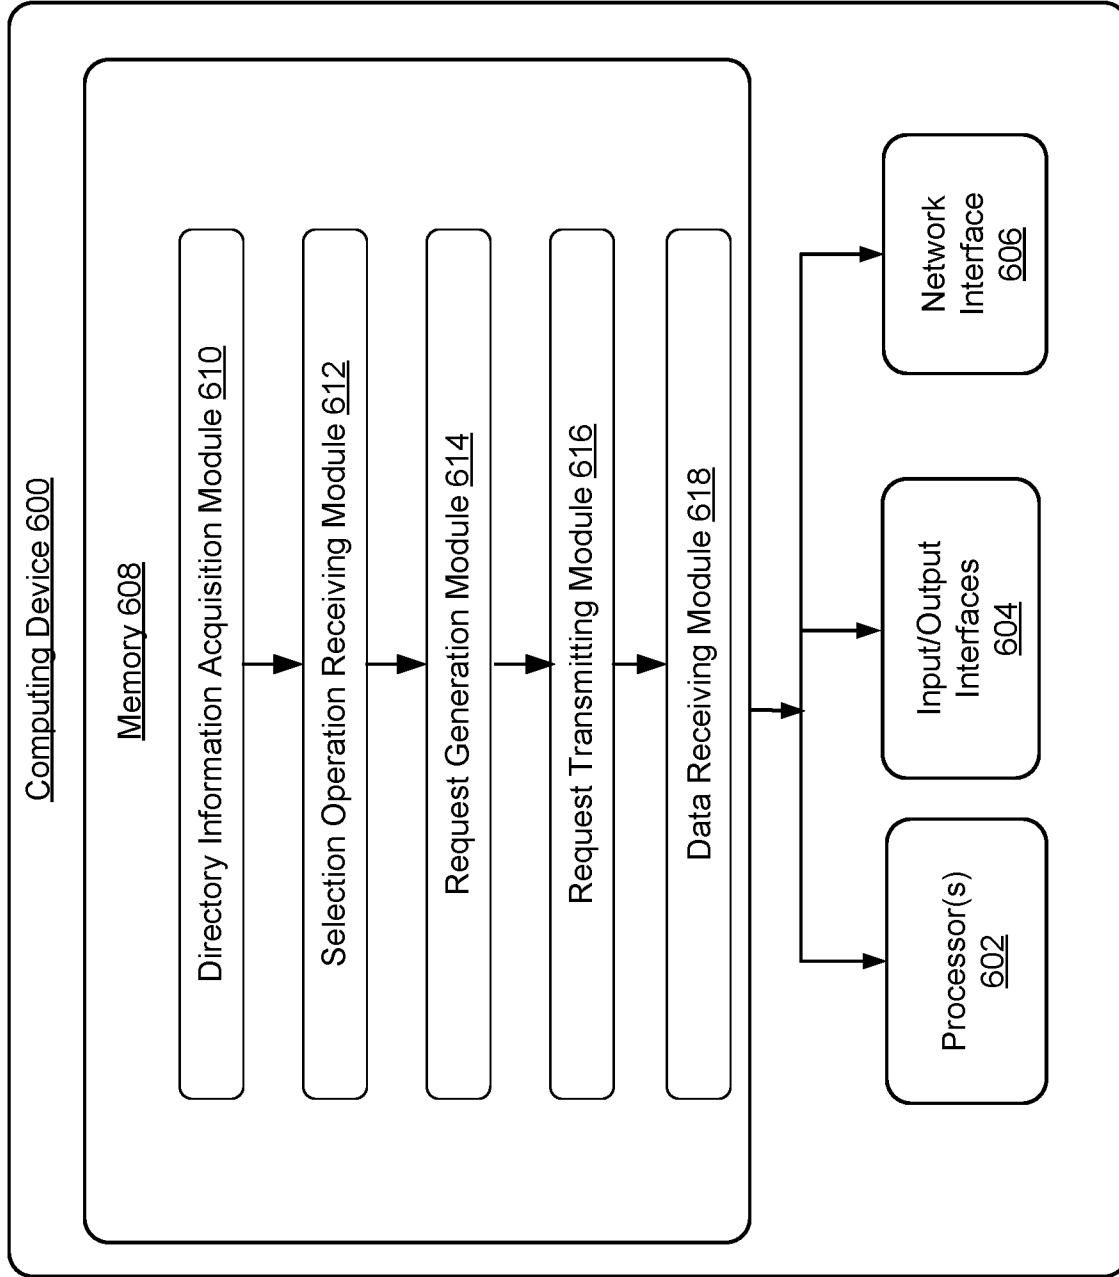 Computing Device 600
Memory 608
Directory Information Acquisition Module 610
Selection Operation Receiving Module 612
Request Generation Module 614
Request Transmitting Module 616
Data Receiving Module 618
Processor(s)
602
Input/Output
Interfaces
604
Network
Interface
606